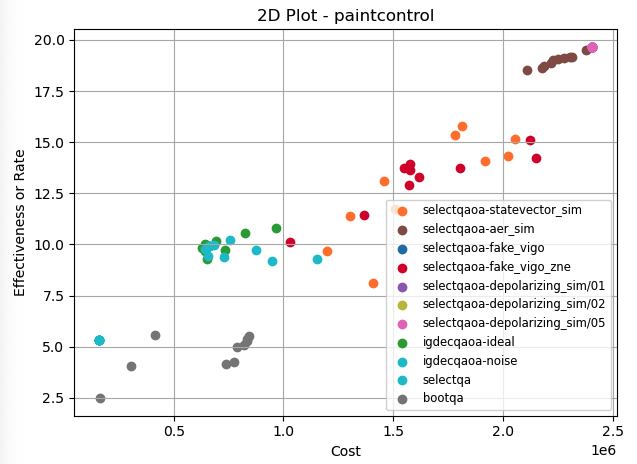 2D Plot - paintcontrol
20.0
17.5
15.0
12.5
10.0
7.5
5.0
2.5
Effectiveness or Rate
selectqaoa-statevector_sim
selectqaoa-aer_sim
selectqaoa-fake_vigo
selectqaoa-fake_vigo_zne
selectqaoa-depolarizing_sim/01
selectqaoa-depolarizing_sim/02
selectqaoa-depolarizing_sim/05
igdecqaoa-ideal
igdecqaoa-noise
selectqa
bootqa
0.5 1.0 1.5 2.0 2.5
1e6
Cost